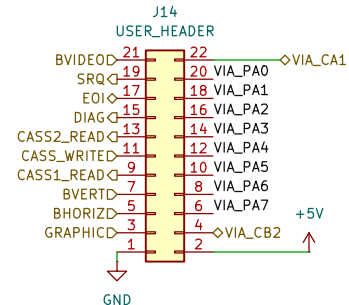 J14
USER_HEADER
BVIDEO 21 22 VIA_CA1
SRQ 19 20 VIA_PA0
EOI 17 18 VIA_PA1
DIAG 15 16 VIA_PA2
CASS2_READ 13 14 VIA_PA3
CASS_WRITE 11 12 VIA_PA4
CASS1_READ 9 10 VIA_PA5
BVERT 7 8 VIA_PA6
BHORIZ 5 6 VIA_PA7
GRAPHIC 3 4 VIA_CB2
1 2 +5V
GND